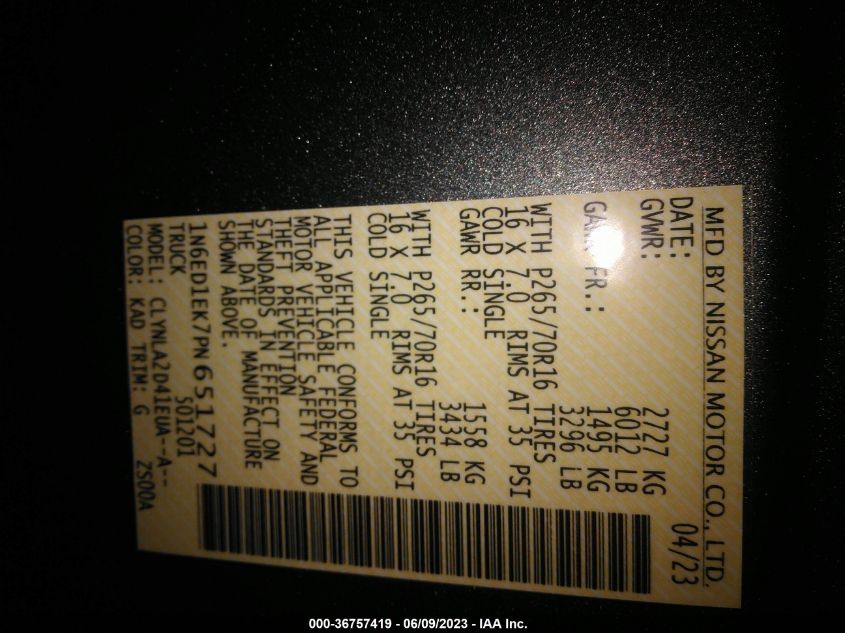 MFD BY NISSAN MOTOR CO., LTD.
DATE: 04/23
GVWR: 2727 KG
6012 LB
FR.: 1495 KG
3296 LB
WITH P265/70R16 TIRES
16 X 7.0 RIMS AT 35 PSI
COLD SINGLE
GAWR RR.: 1558 KG
3434 LB
WITH P265/70R16 TIRES
16 X 7.0 RIMS AT 35 PSI
COLD SINGLE
THIS VEHICLE CONFORMS TO
ALL APPLICABLE FEDERAL
MOTOR VEHICLE SAFETY AND
THEFT PREVENTION
STANDARDS IN EFFECT ON
THE DATE OF MANUFACTURE
SHOWN ABOVE.
1N6ED1EK7PN651727
TRUCK S01201
MODEL: CLYNLA2D41EUA--A--
COLOR: KAD TRIM: G ZS00A
000-36757419 - 06/09/2023 - IAA Inc.